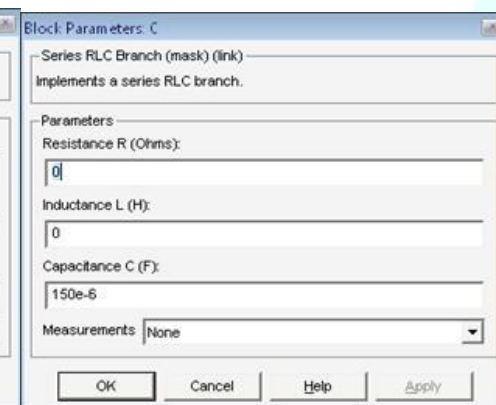 Block Parameters: C
Series RLC Branch (mask) (link)
Implements a series RLC branch.
Parameters
Resistance R (Ohms):
0
Inductance L (H):
0
Capacitance C (F):
150e-6
Measurements None
OK Cancel Help Apply